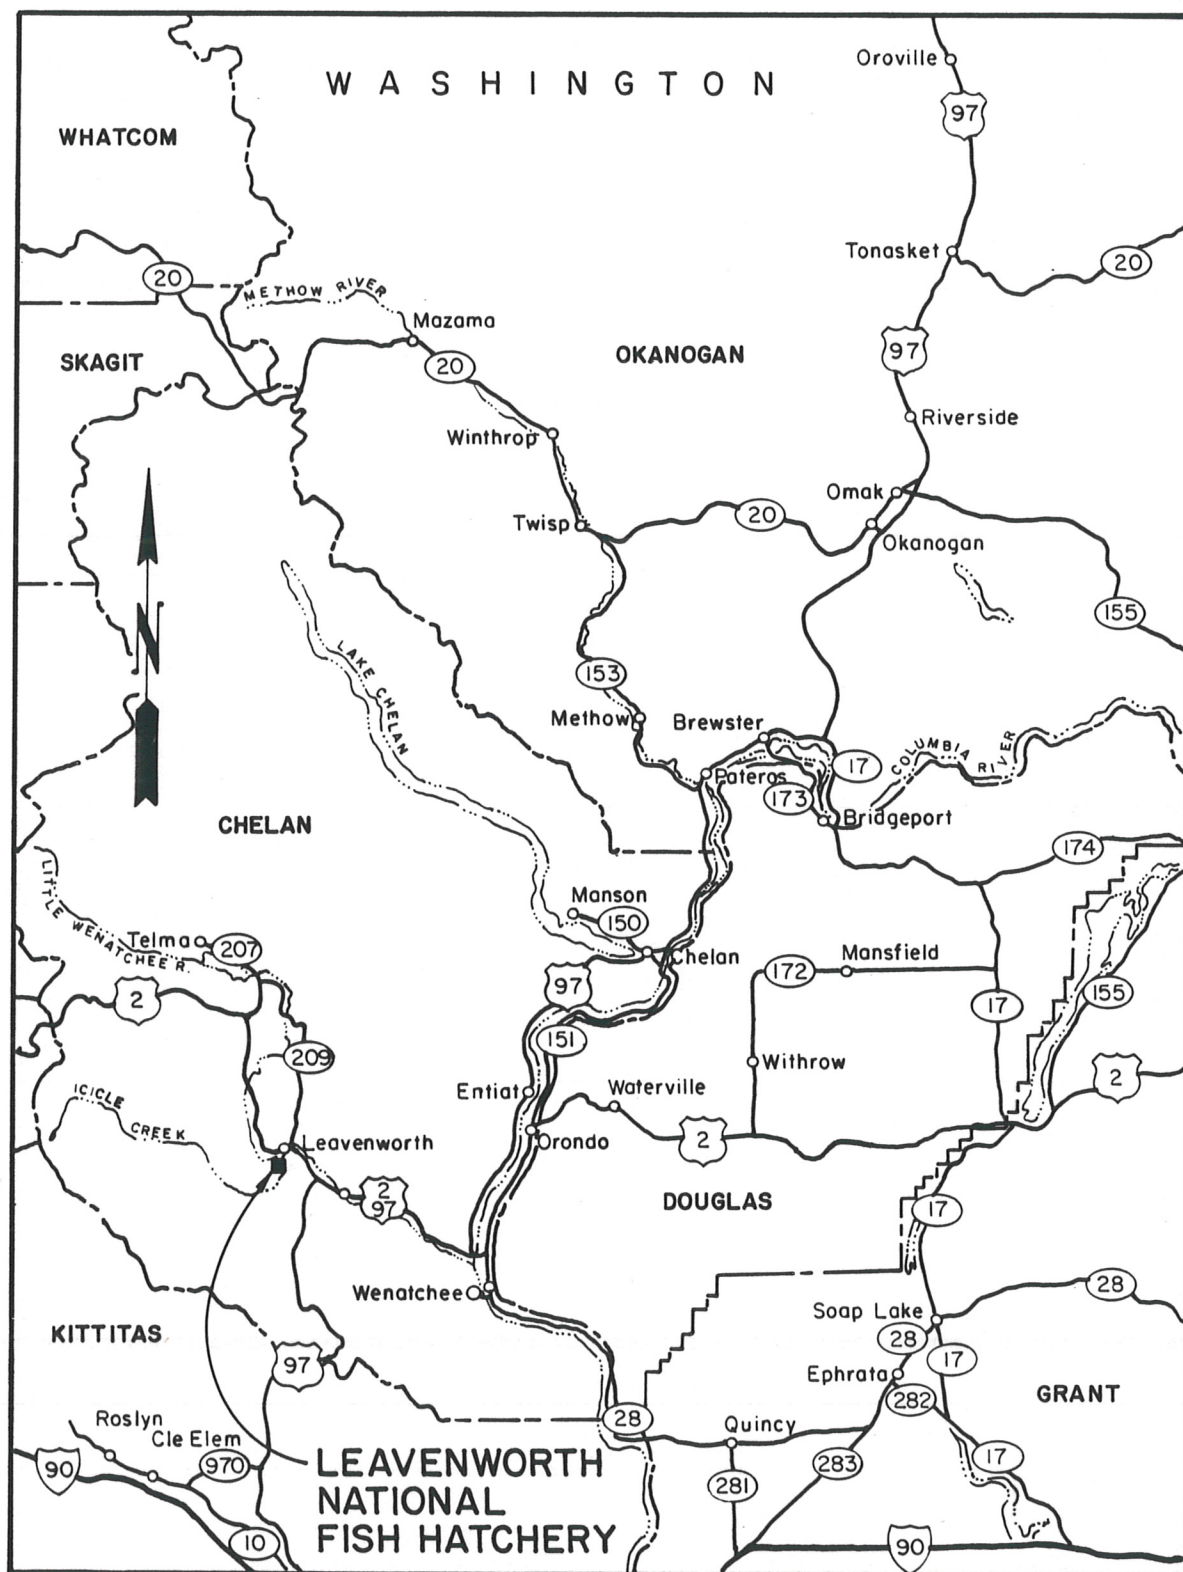 WASHINGTON
Oroville
97
WHATCOM
Tonasket
20
20
METHOW RIVER
Mazama
SKAGIT
20
OKANOGAN
97
Riverside
Winthrop
Omak
20
Twisp
Okanogan
155
N
LAKE CHELAN
153
Methow
Brewster
COLUMBIA RIVER
17
Pateros
173
Bridgeport
CHELAN
174
LITTLE WENATCHEE R.
Manson
150
Telma
207
Chelan
Mansfield
172
97
2
17
155
151
209
Withrow
2
Entiat
Waterville
ICICLE CREEK
Orondo
2
Leavenworth
2
97
DOUGLAS
17
Wenatchee
28
Soap Lake
28
KITTITAS
17
97
Ephrata
282
GRANT
28
Quincy
Roslyn
Cle Elem
970
90
283
17
281
LEAVENWORTH
NATIONAL
FISH HATCHERY
10
90